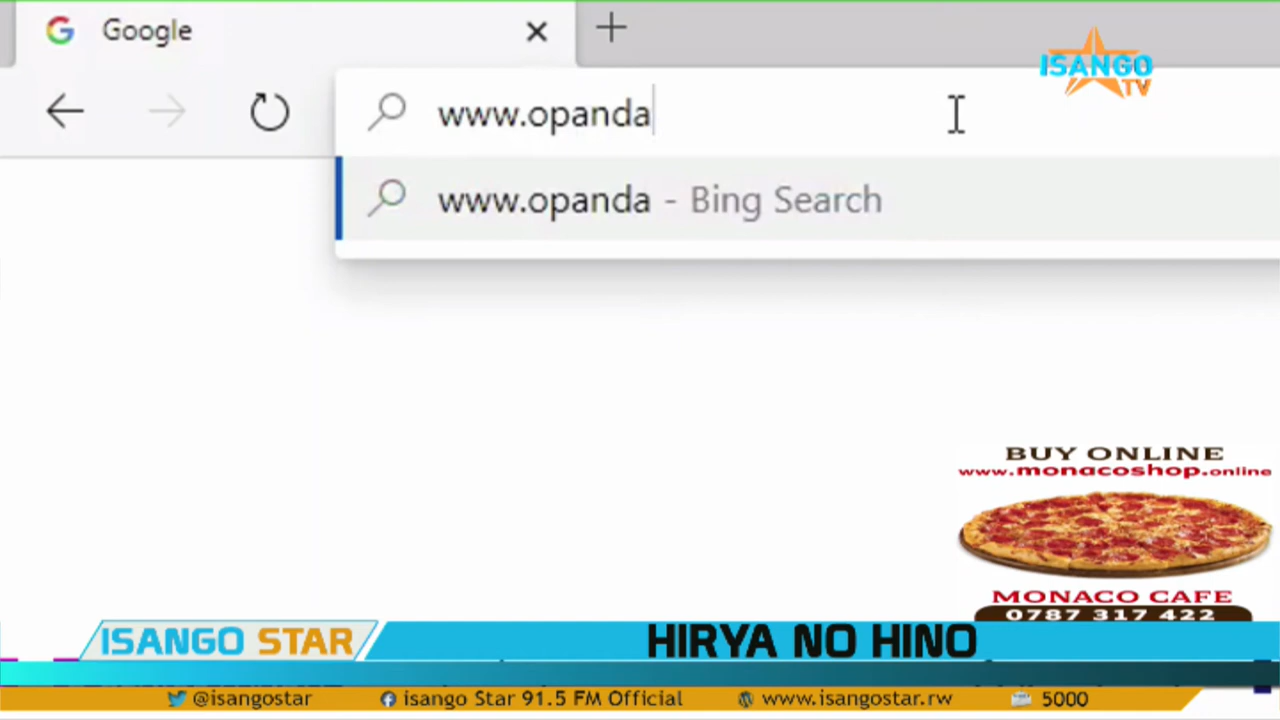 Google
ISANGO
TV
www.opanda
www.opanda - Bing Search
BUY ONLINE
www.monacoshop.online
MONACO CAFE
0787 317 422
ISANGO STAR
HIRYA NO HINO
@isangostar
isango Star 91.5 FM Official
www.isangostar.rw
5000